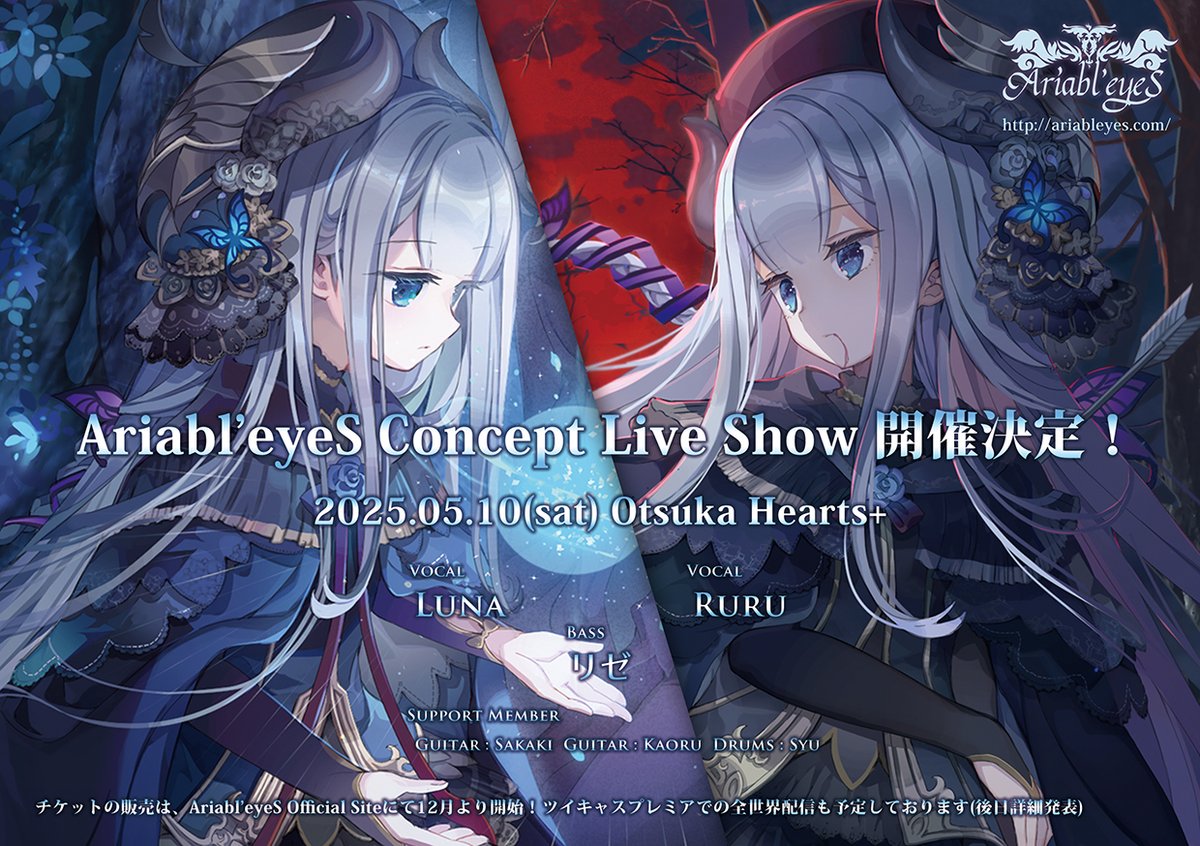 Ariabl'eyeS
http://ariableyes.com/
Ariabl'eyeS Concept Live Show 開催決定！
2025.05.10(sat) Otsuka Hearts+
Vocal
Luna
Vocal
Ruru
Bass
リゼ
Support Member
Guitar : Sakaki Guitar : Kaoru Drums : Syu
チケットの販売は、Ariabl'eyeS Official Siteにて12月より開始！ツイキャスプレミアでの全世界配信も予定しております(後日詳細発表)